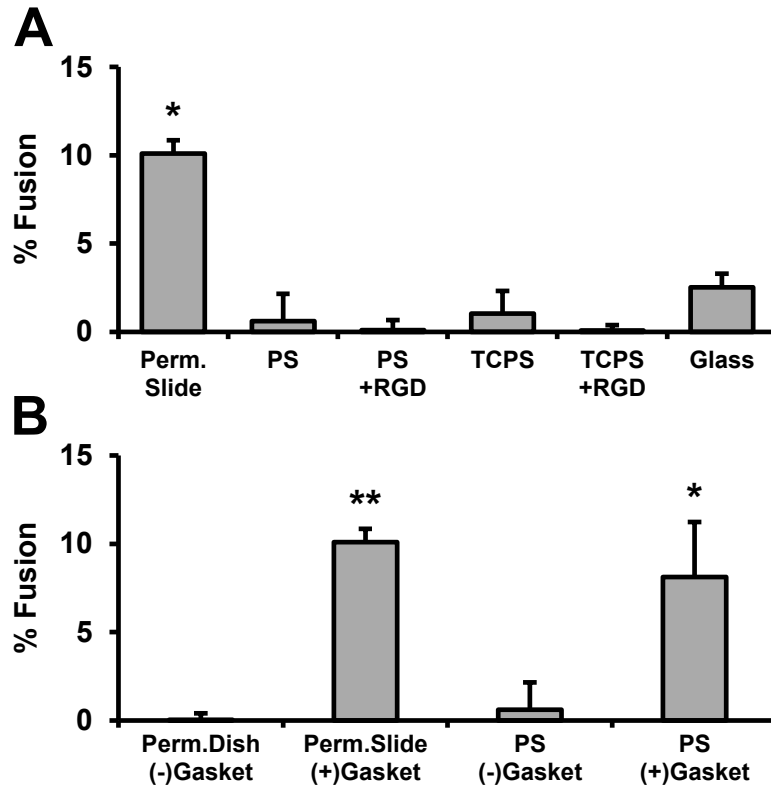 A
15
*
10
% Fusion
5
0
Perm. PS PS TCPS TCPS Glass
Slide +RGD +RGD
B
15
** *
10
% Fusion
5
0
Perm.Dish Perm.Slide PS PS
(-)Gasket (+)Gasket (-)Gasket (+)Gasket